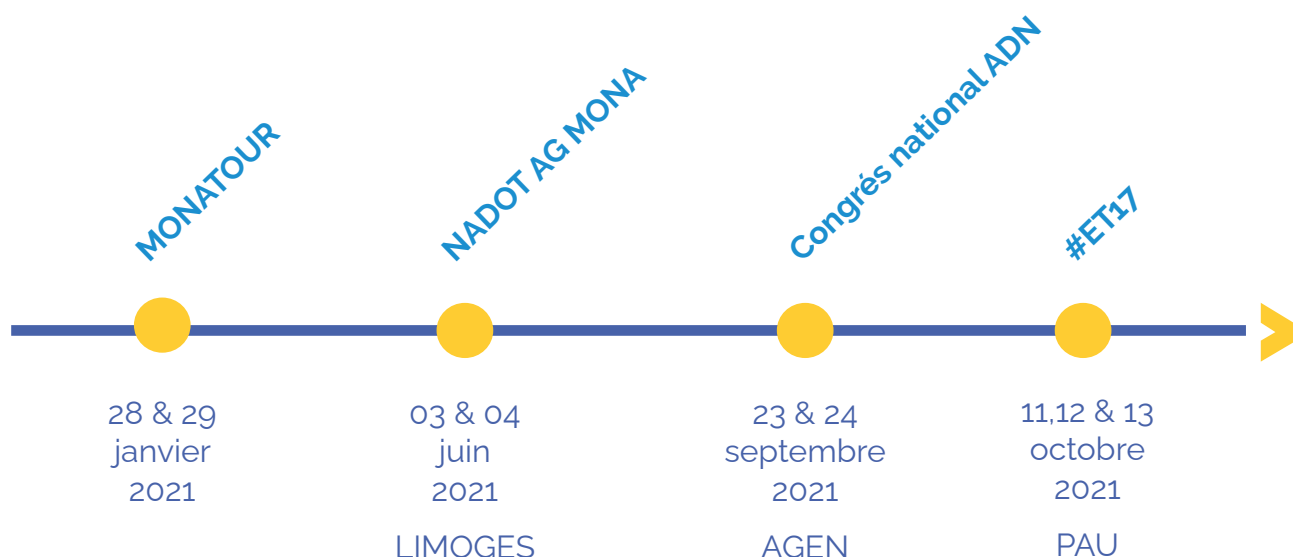 MONATOUR
NADOT AG MONA
Congrés national ADN
#ET17
28 & 29
janvier
2021
03 & 04
juin
2021
LIMOGES
23 & 24
septembre
2021
AGEN
11,12 & 13
octobre
2021
PAU